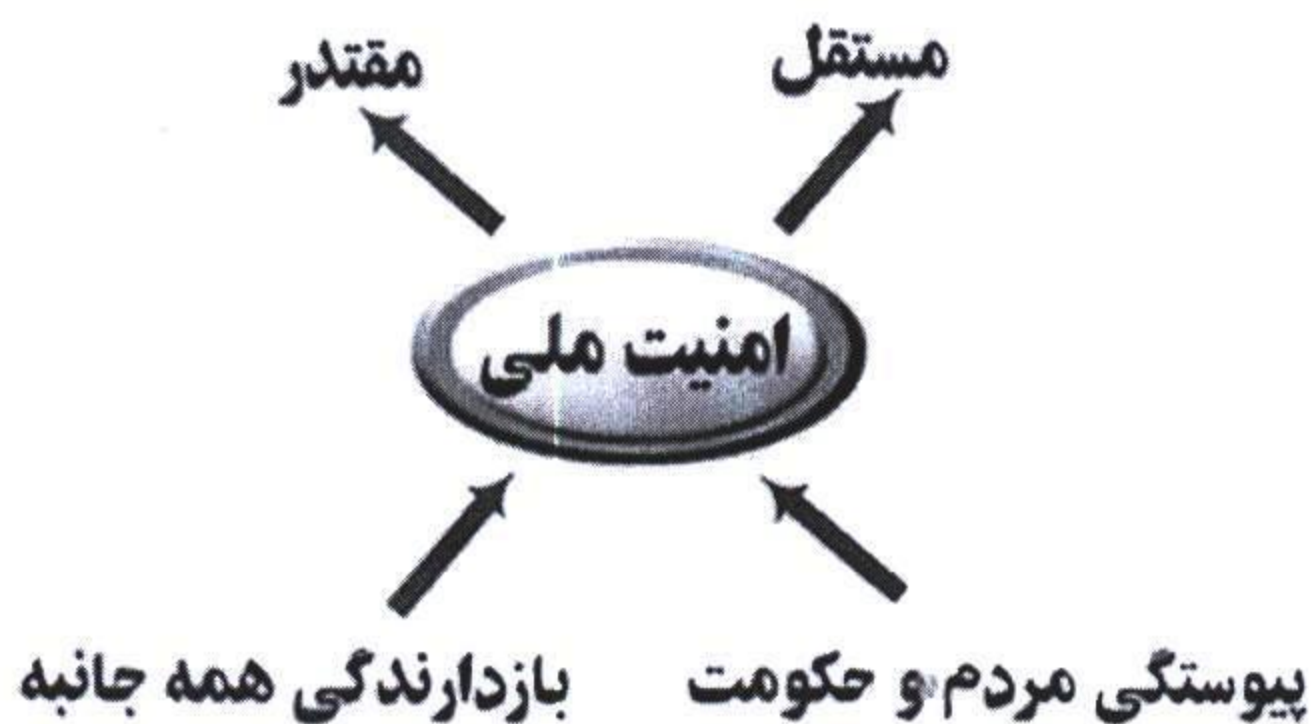 مستقل
مقتدر
امنیت ملی
پیوستگی مردم و حکومت
بازدارندگی همه جانبه